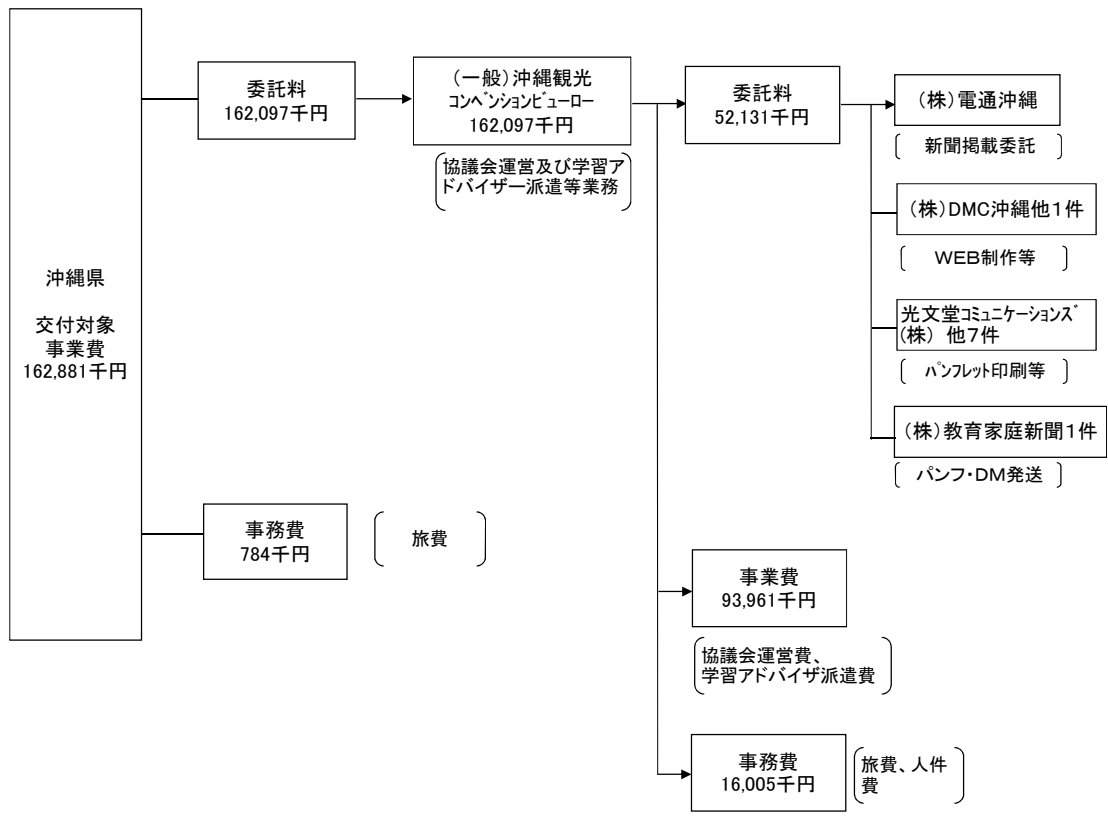 沖縄県
交付対象
事業費
162,881千円
委託料
162,097千円
（一般）沖縄観光
ｺﾝﾍﾞﾝｼｮﾝﾋﾞｭｰﾛｰ
162,097千円
協議会運営及び学習ア
ドバイザー派遣等業務
委託料
52,131千円
（株）電通沖縄
新聞掲載委託
（株）DMC沖縄他１件
ＷＥＢ制作等
光文堂ｺﾐｭﾆｹｰｼｮﾝｽﾞ
（株） 他７件
ﾊﾟﾝﾌﾚｯﾄ印刷等
（株）教育家庭新聞１件
パンフ・DM発送
事務費
784千円
旅費
事業費
93,961千円
協議会運営費、
学習アドバイザ派遣費
事務費
16,005千円
旅費、人件
費